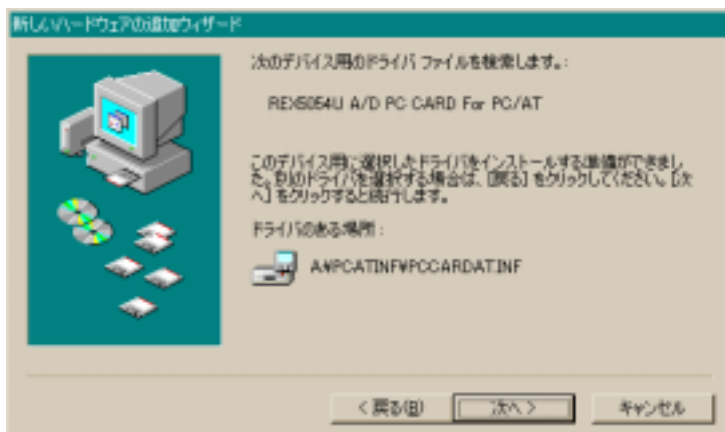 新しいハードウェアの追加ウィザード
次のデバイス用のドライバ ファイルを検索します。:
REX5054U A/D PC CARD For PC/AT
このデバイス用に選択したドライバをインストールする準備ができまし
た。別のドライバを選択する場合は、[戻る] をクリックしてください。[次
へ] をクリックすると続行します。
ドライバのある場所:
A:¥PCATINF¥PCCARDAT.INF
< 戻る(B)
次へ >
キャンセル